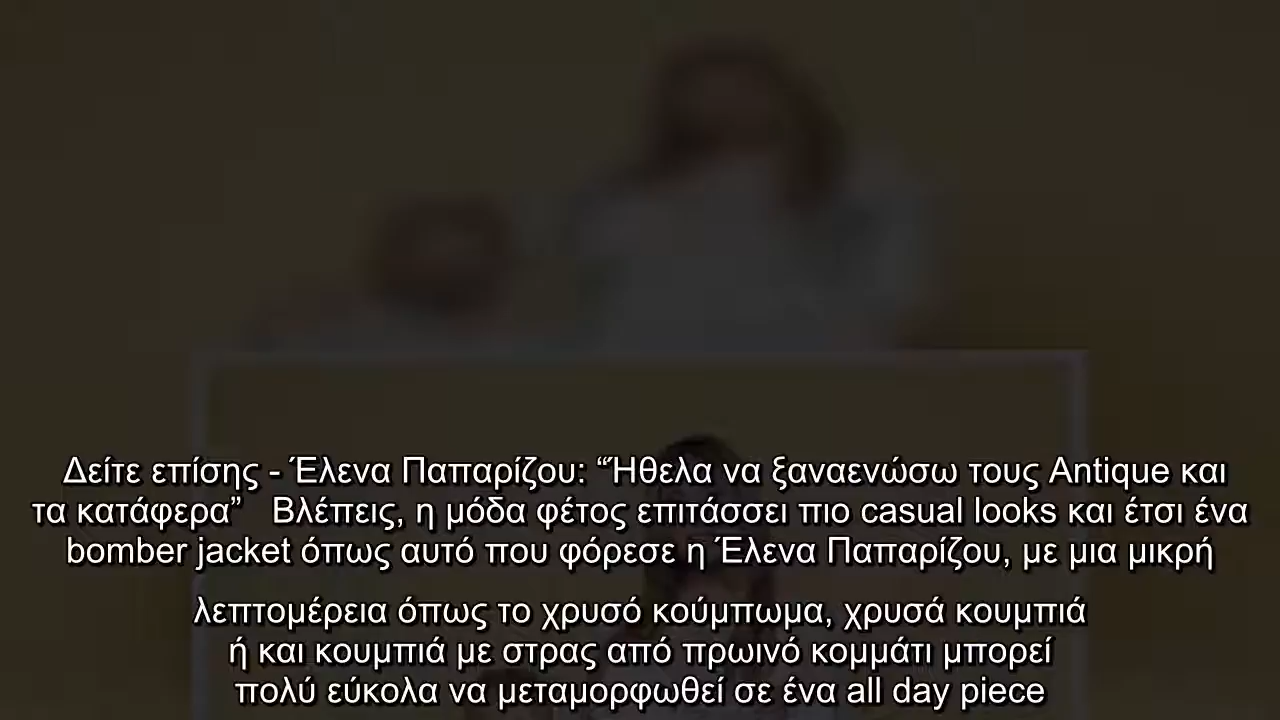 Δείτε επίσης - Έλενα Παπαρίζου: “Ήθελα να ξαναενώσω τους Antique και
τα κατάφερα” Βλέπεις, η μόδα φέτος επιτάσσει πιο casual looks και έτσι ένα
bomber jacket όπως αυτό που φόρεσε η Έλενα Παπαρίζου, με μια μικρή
λεπτομέρεια όπως το χρυσό κούμπωμα, χρυσά κουμπιά
ή και κουμπιά με στρας από πρωινό κομμάτι μπορεί
πολύ εύκολα να μεταμορφωθεί σε ένα all day piece